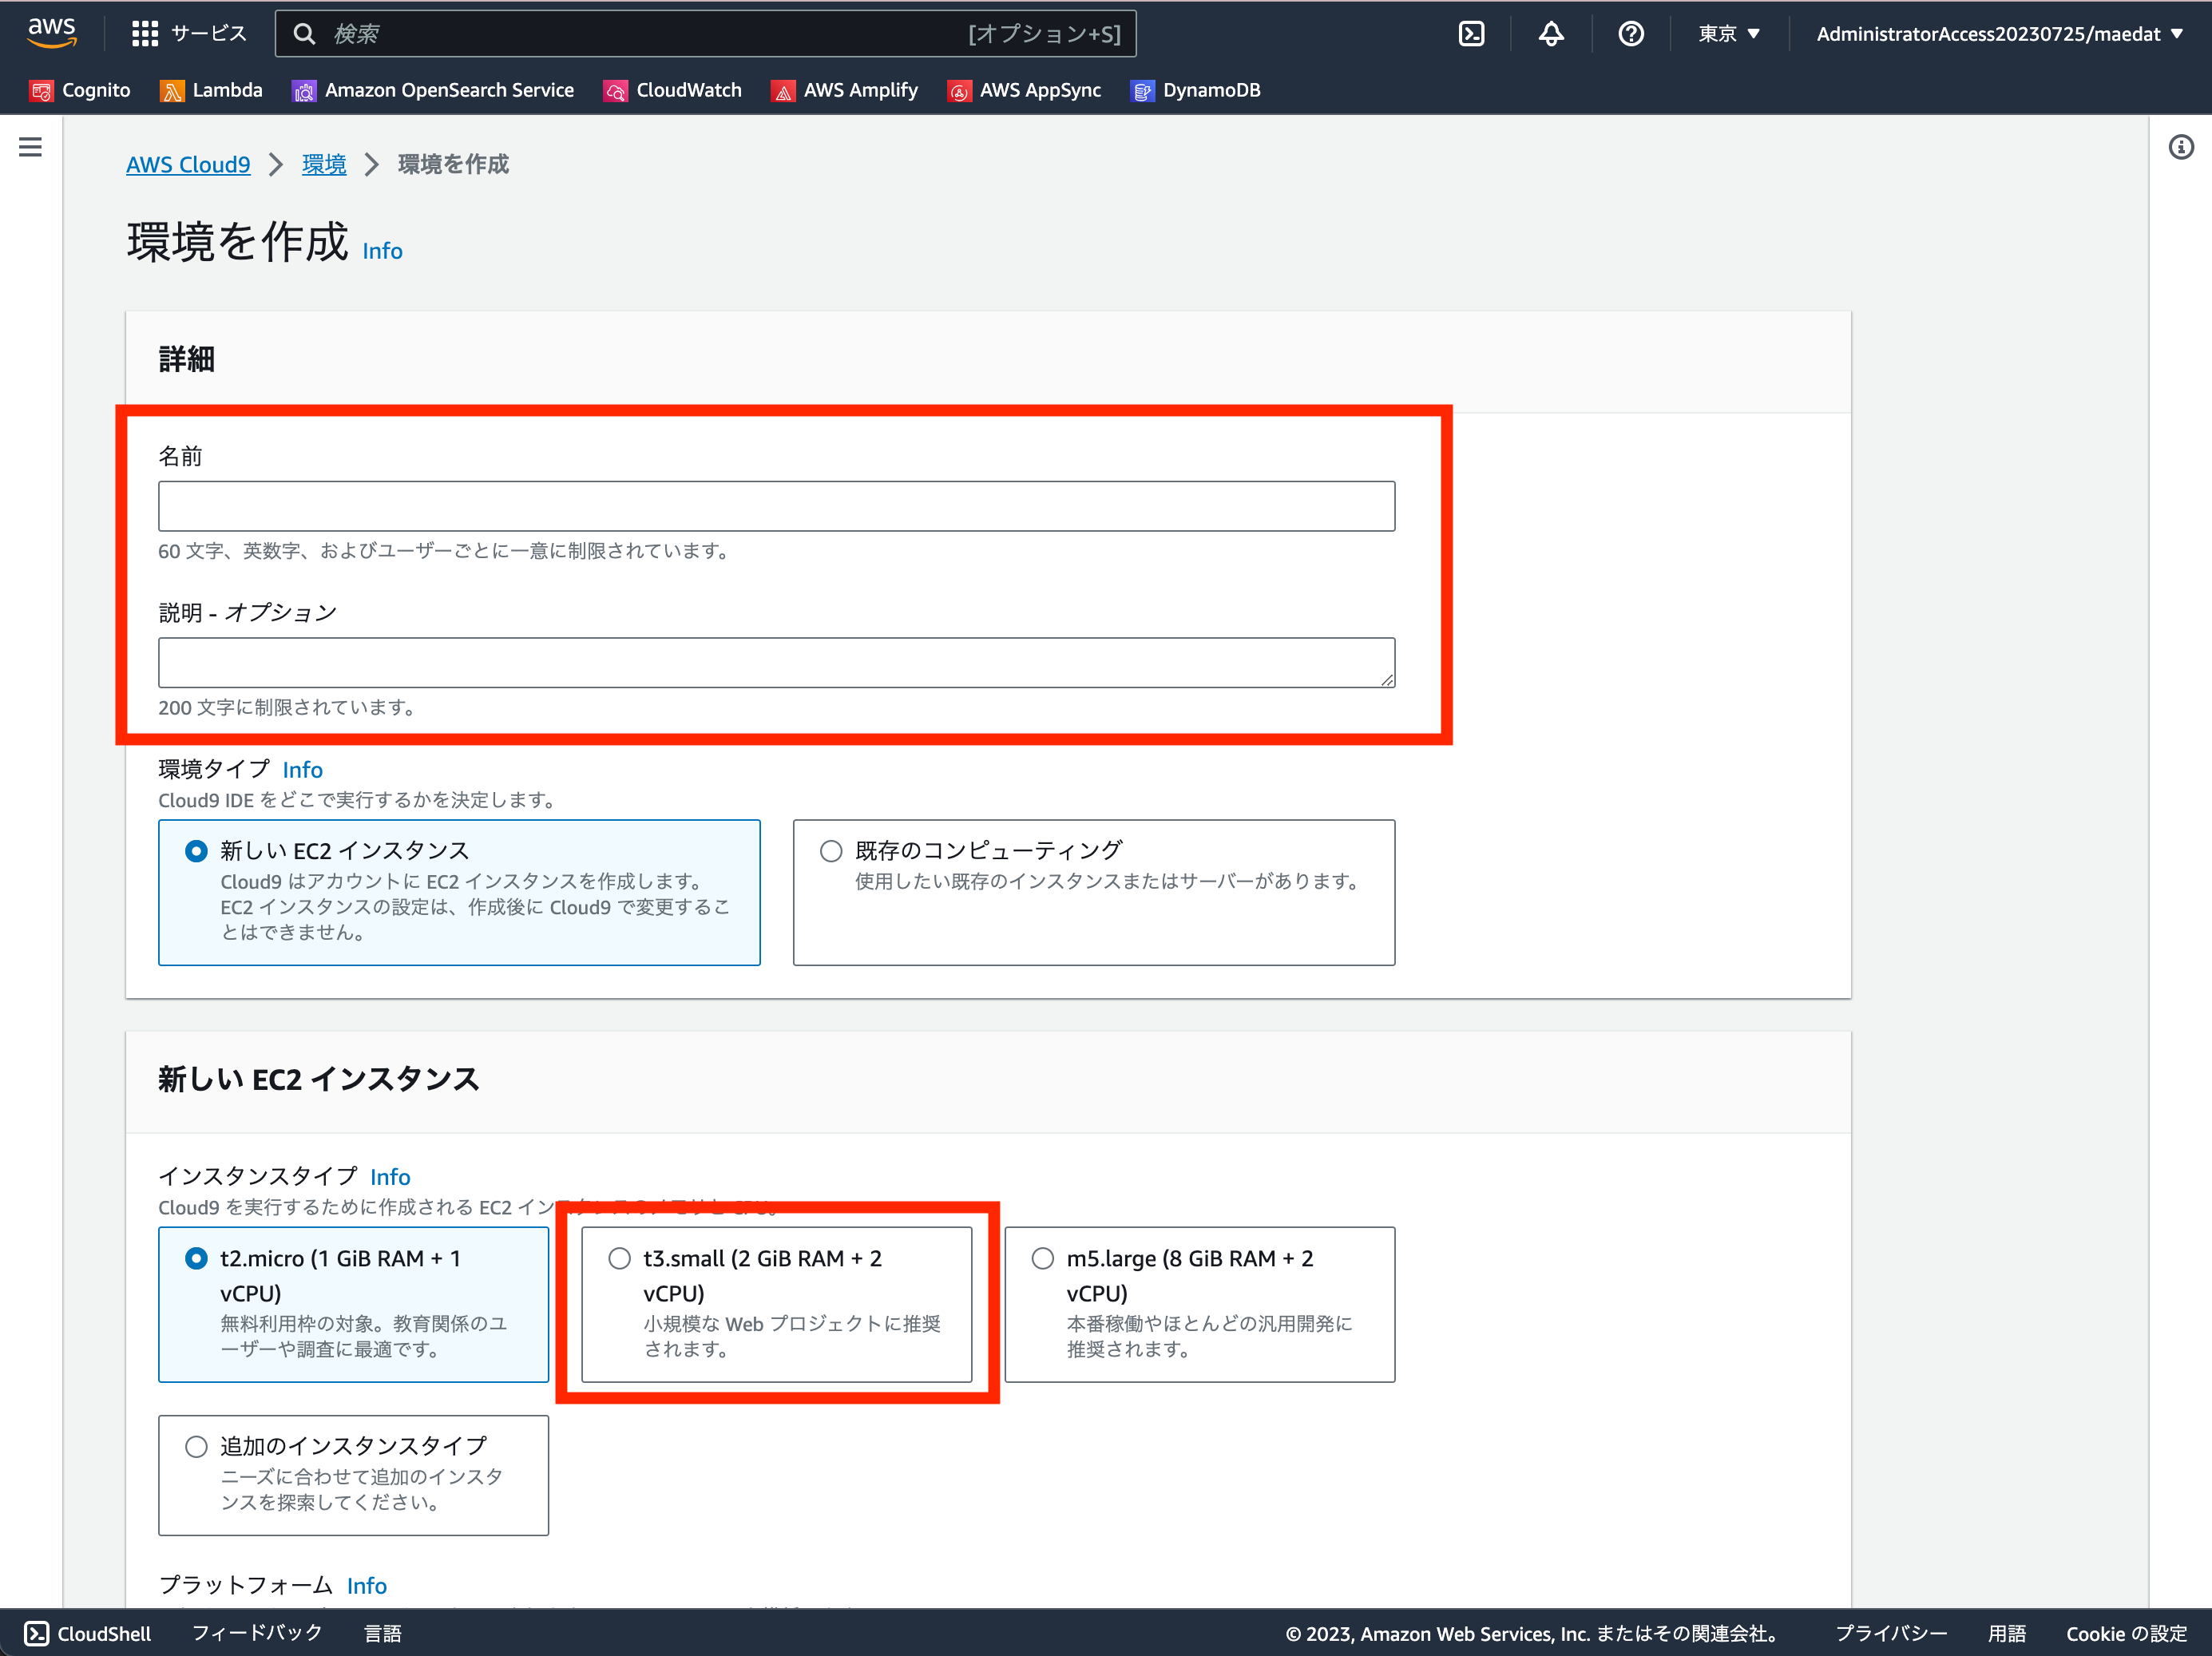 aws サービス 検索 [オプション+S] 東京 ▼ AdministratorAccess20230725/maedat ▼
Cognito Lambda Amazon OpenSearch Service CloudWatch AWS Amplify AWS AppSync DynamoDB
AWS Cloud9 > 環境 > 環境を作成
環境を作成 Info
詳細
名前
60 文字、英数字、およびユーザーごとに一意に制限されています。
説明 - オプション
200 文字に制限されています。
環境タイプ Info
Cloud9 IDE をどこで実行するかを決定します。
新しい EC2 インスタンス
Cloud9 はアカウントに EC2 インスタンスを作成します。
EC2 インスタンスの設定は、作成後に Cloud9 で変更するこ
とはできません。
既存のコンピューティング
使用したい既存のインスタンスまたはサーバーがあります。
新しい EC2 インスタンス
インスタンスタイプ Info
Cloud9 を実行するために作成される EC2 イン
t2.micro (1 GiB RAM + 1
vCPU)
無料利用枠の対象。教育関係のユ
ーザーや調査に最適です。
t3.small (2 GiB RAM + 2
vCPU)
小規模な Web プロジェクトに推奨
されます。
m5.large (8 GiB RAM + 2
vCPU)
本番稼働やほとんどの汎用開発に
推奨されます。
追加のインスタンスタイプ
ニーズに合わせて追加のインスタ
ンスを探索してください。
プラットフォーム Info
CloudShell フィードバック 言語 © 2023, Amazon Web Services, Inc. またはその関連会社。 プライバシー 用語 Cookie の設定